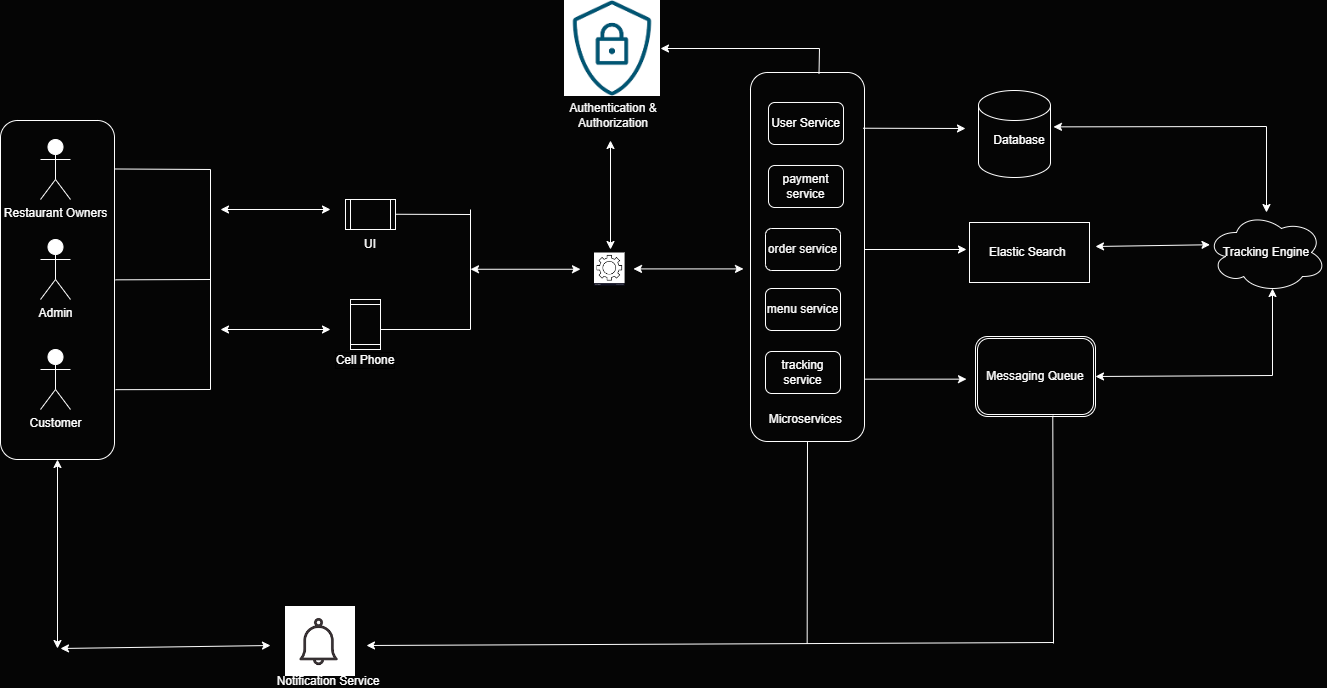 Authentication &
Authorization
User Service
payment
service
order service
menu service
tracking
service
Microservices
Database
Elastic Search
Messaging Queue
Tracking Engine
Restaurant Owners
Admin
Customer
UI
Cell Phone
Notification Service